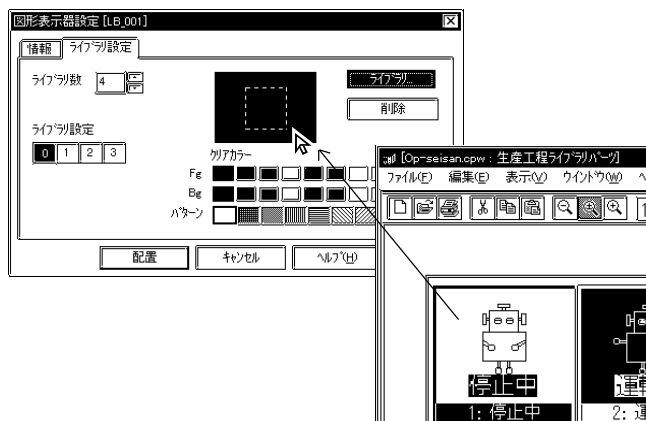 図形表示器設定 [LB_001]
情報 ライブラリ設定
ライブラリ数 4
ライブラリ...
削除
ライブラリ設定
0 1 2 3
クリアカラー
Fg
Bg
パターン
配置 キャンセル ヘルプ(H)
[Op-seisan.cpw : 生産工程ライブラリパーツ]
ファイル(F) 編集(E) 表示(V) ウインドウ(W)
停止中
1: 停止中
2: